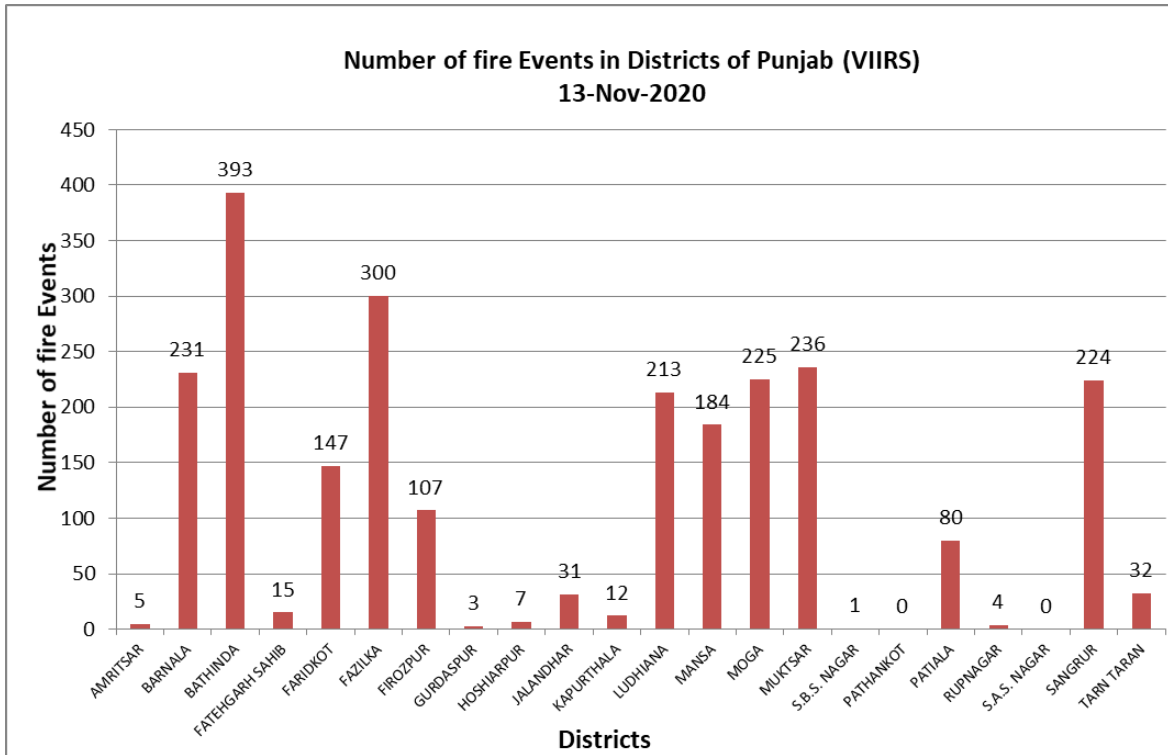 Number of fire Events in Districts of Punjab (VIIRS)
13-Nov-2020
Number of fire Events
450
400
350
300
250
200
150
100
50
0
5
231
393
15
147
300
107
3
7
31
12
213
184
225
236
1
0
80
4
0
224
32
AMRITSAR
BARNALA
BATHINDA
FATEHGARH SAHIB
FARIDKOT
FAZILKA
FIROZPUR
GURDASPUR
HOSHIARPUR
JALANDHAR
KAPURTHALA
LUDHIANA
MANSA
MOGA
MUKTSAR
S.B.S. NAGAR
PATHANKOT
PATIALA
RUPNAGAR
S.A.S. NAGAR
SANGRUR
TARN TARAN
Districts